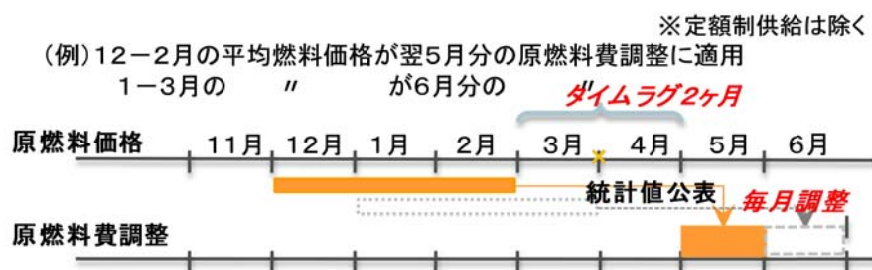 ※定額制供給は除く
(例)12－2月の平均燃料価格が翌5月分の原燃料費調整に適用
1－3月の 〃 が6月分の 〃
タイムラグ2ヶ月
原燃料価格 11月 12月 1月 2月 3月 4月 5月 6月
統計値公表 毎月調整
原燃料費調整